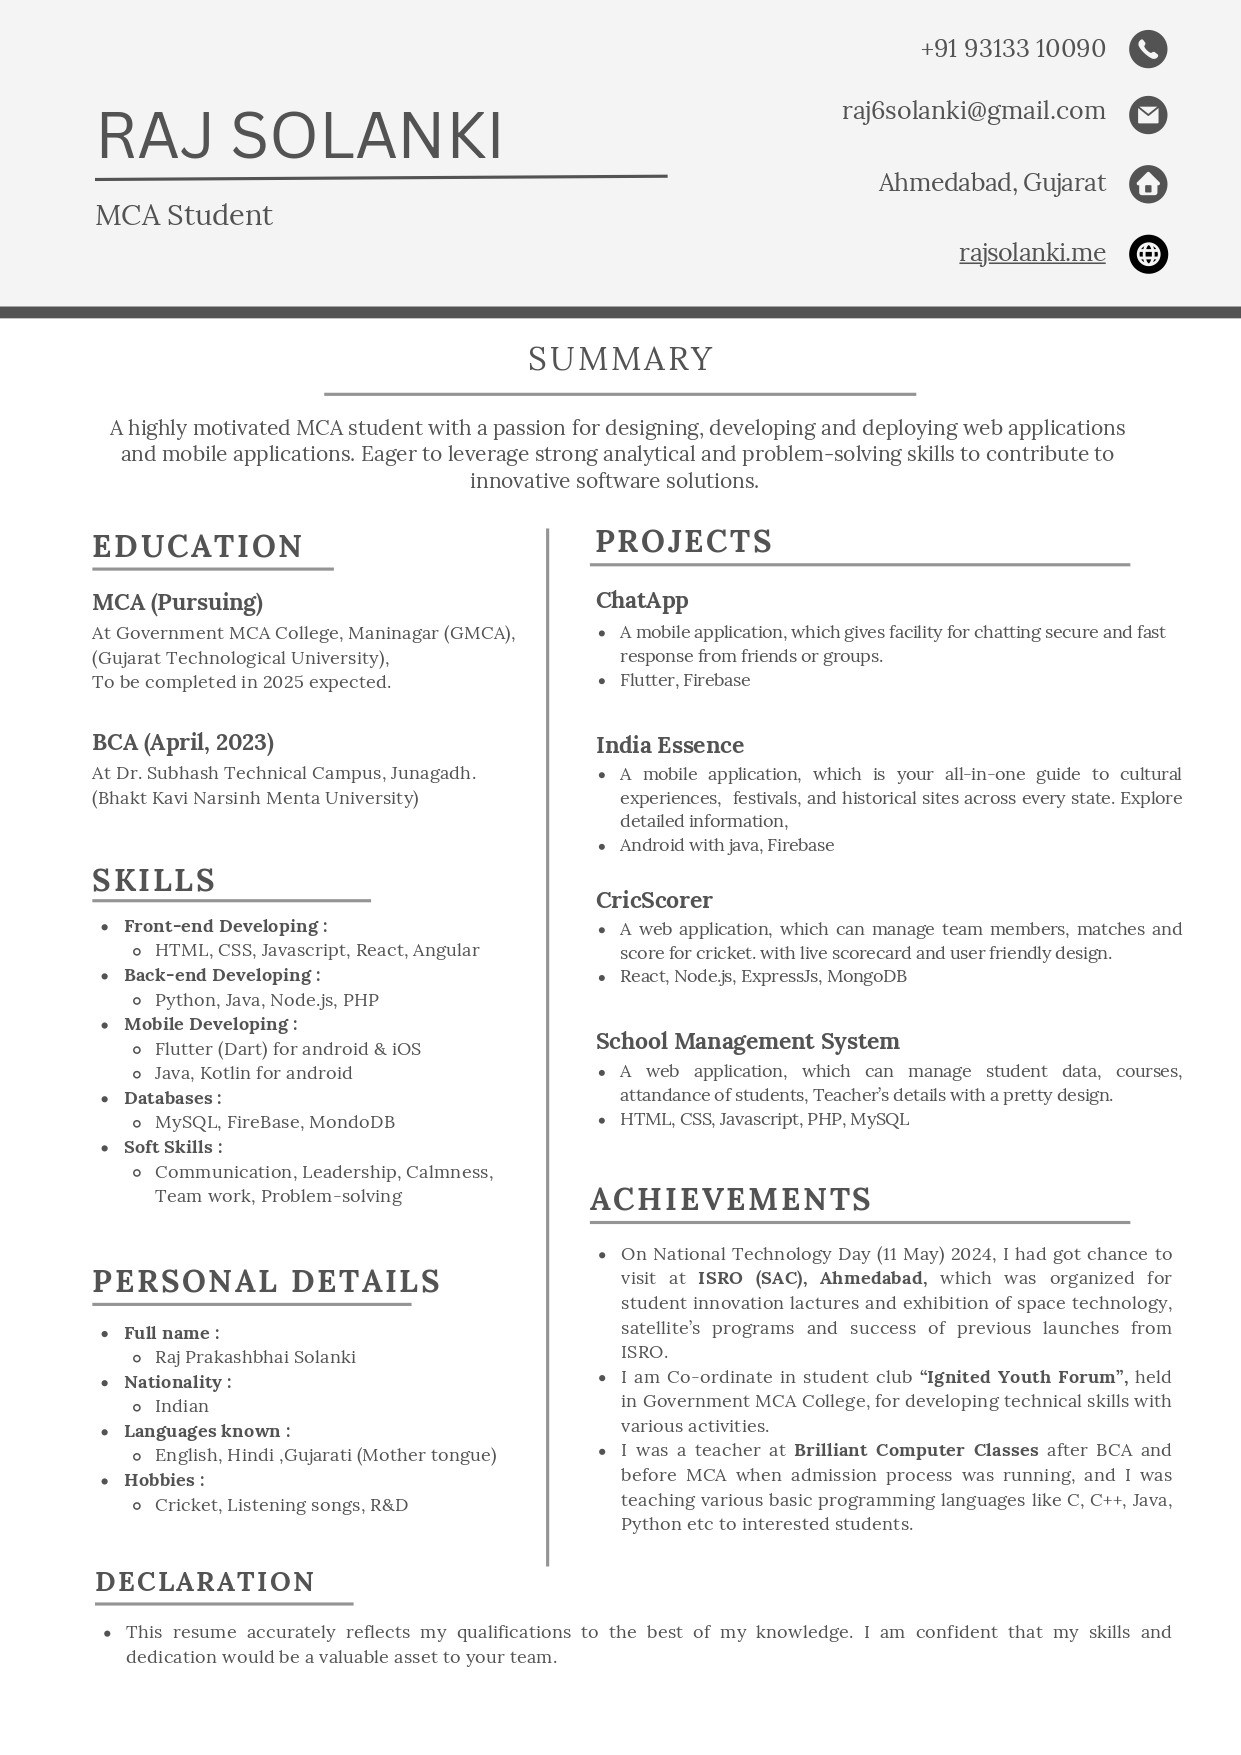 RAJ SOLANKI
MCA Student
+91 93133 10090
raj6solanki@gmail.com
Ahmedabad, Gujarat
rajsolanki.me
SUMMARY
A highly motivated MCA student with a passion for designing, developing and deploying web applications
and mobile applications. Eager to leverage strong analytical and problem-solving skills to contribute to
innovative software solutions.
EDUCATION
MCA (Pursuing)
At Government MCA College, Maninagar (GMCA),
(Gujarat Technological University),
To be completed in 2025 expected.
BCA (April, 2023)
At Dr. Subhash Technical Campus, Junagadh.
(Bhakt Kavi Narsinh Menta University)
SKILLS
• Front-end Developing :
◦ HTML, CSS, Javascript, React, Angular
• Back-end Developing :
◦ Python, Java, Node.js, PHP
• Mobile Developing :
◦ Flutter (Dart) for android & iOS
◦ Java, Kotlin for android
• Databases :
◦ MySQL, FireBase, MondoDB
• Soft Skills :
◦ Communication, Leadership, Calmness,
Team work, Problem-solving
PERSONAL DETAILS
• Full name :
◦ Raj Prakashbhai Solanki
• Nationality :
◦ Indian
• Languages known :
◦ English, Hindi ,Gujarati (Mother tongue)
• Hobbies :
◦ Cricket, Listening songs, R&D
PROJECTS
ChatApp
• A mobile application, which gives facility for chatting secure and fast
response from friends or groups.
• Flutter, Firebase
India Essence
• A mobile application, which is your all-in-one guide to cultural
experiences, festivals, and historical sites across every state. Explore
detailed information,
• Android with java, Firebase
CricScorer
• A web application, which can manage team members, matches and
score for cricket. with live scorecard and user friendly design.
• React, Node.js, ExpressJs, MongoDB
School Management System
• A web application, which can manage student data, courses,
attandance of students, Teacher’s details with a pretty design.
• HTML, CSS, Javascript, PHP, MySQL
ACHIEVEMENTS
• On National Technology Day (11 May) 2024, I had got chance to
visit at ISRO (SAC), Ahmedabad, which was organized for
student innovation lactures and exhibition of space technology,
satellite’s programs and success of previous launches from
ISRO.
• I am Co-ordinate in student club “Ignited Youth Forum”, held
in Government MCA College, for developing technical skills with
various activities.
• I was a teacher at Brilliant Computer Classes after BCA and
before MCA when admission process was running, and I was
teaching various basic programming languages like C, C++, Java,
Python etc to interested students.
DECLARATION
• This resume accurately reflects my qualifications to the best of my knowledge. I am confident that my skills and
dedication would be a valuable asset to your team.